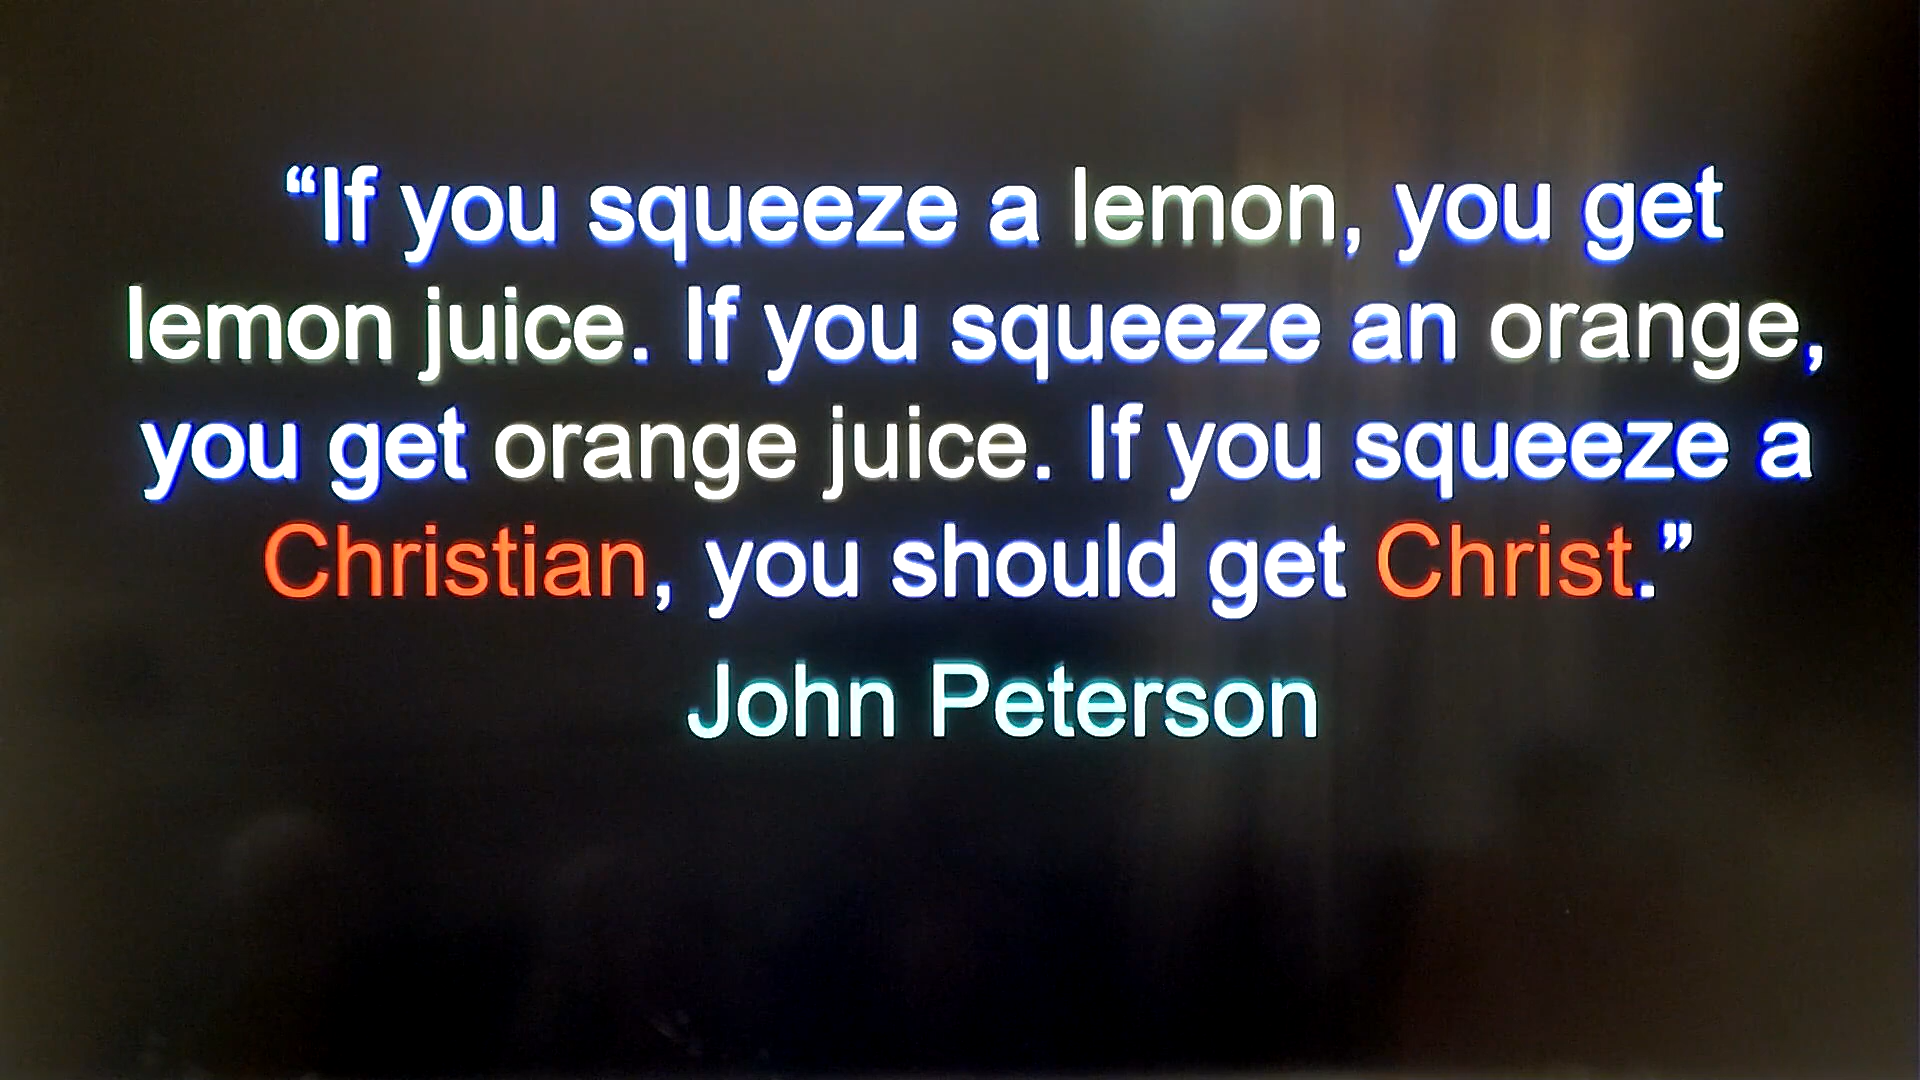 “If you squeeze a lemon, you get
lemon juice. If you squeeze an orange,
you get orange juice. If you squeeze a
Christian, you should get Christ.”
John Peterson